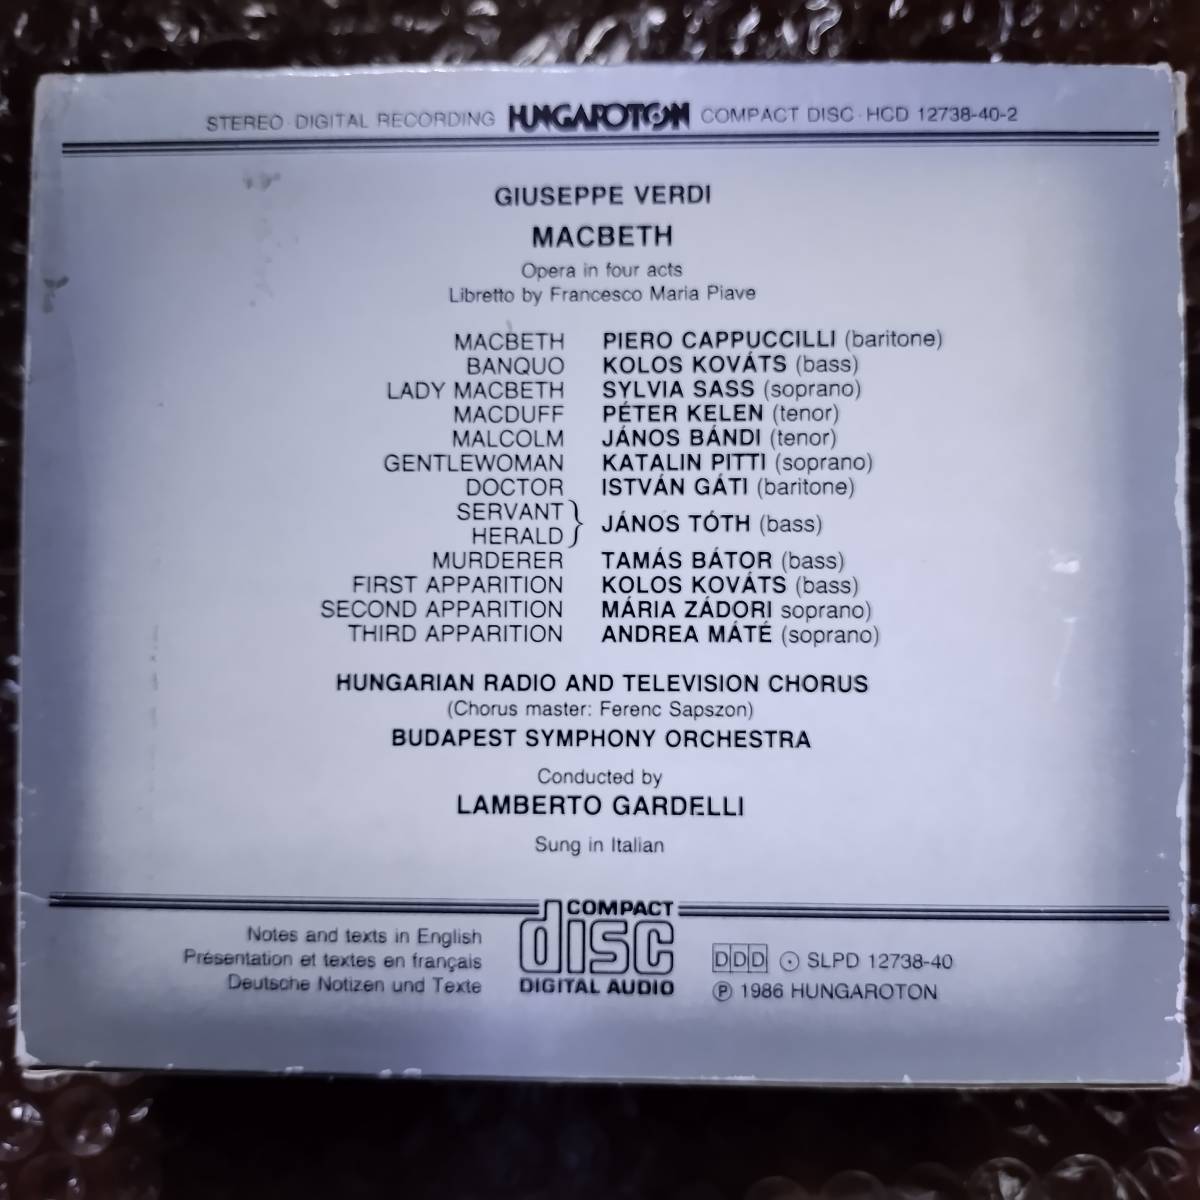 STEREO · DIGITAL RECORDING HUNGAROTON COMPACT DISC · HCD 12738-40-2
GIUSEPPE VERDI
MACBETH
Opera in four acts
Libretto by Francesco Maria Piave
MACBETH PIERO CAPPUCCILLI (baritone)
BANQUO KOLOS KOVÁTS (bass)
LADY MACBETH SYLVIA SASS (soprano)
MACDUFF PÉTER KELEN (tenor)
MALCOLM JÁNOS BÁNDI (tenor)
GENTLEWOMAN KATALIN PITTI (soprano)
DOCTOR ISTVÁN GÁTI (baritone)
SERVANT
HERALD } JÁNOS TÓTH (bass)
MURDERER TAMÁS BÁTOR (bass)
FIRST APPARITION KOLOS KOVÁTS (bass)
SECOND APPARITION MÁRIA ZÁDORI soprano)
THIRD APPARITION ANDREA MÁTÉ (soprano)
HUNGARIAN RADIO AND TELEVISION CHORUS
(Chorus master: Ferenc Sapszon)
BUDAPEST SYMPHONY ORCHESTRA
Conducted by
LAMBERTO GARDELLI
Sung in Italian
Notes and texts in English
Présentation et textes en français
Deutsche Notizen und Texte
COMPACT
disc
DIGITAL AUDIO
DDD ⊙ SLPD 12738-40
℗ 1986 HUNGAROTON